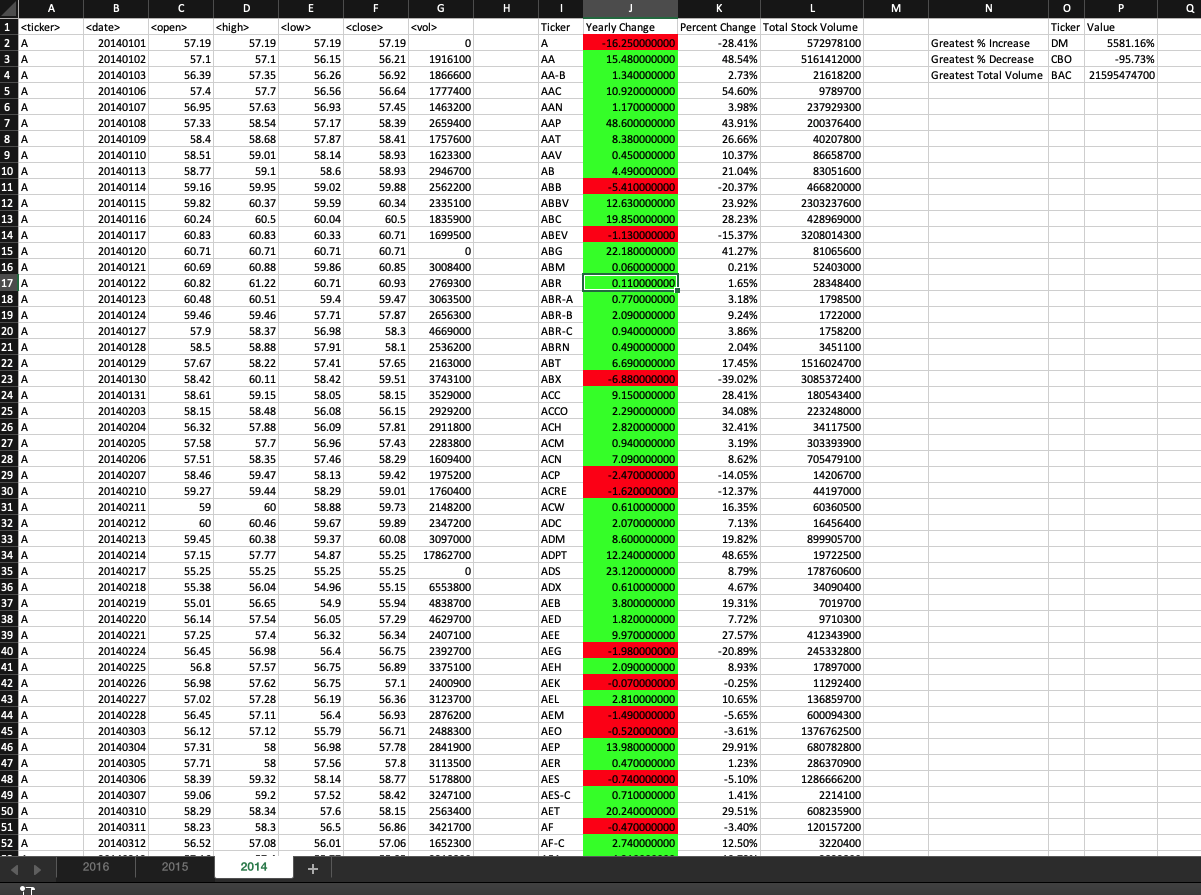 A B C D E F G H I J K L M N O P Q
1 <ticker> <date> <open> <high> <low> <close> <vol> Ticker Yearly Change Percent Change Total Stock Volume Ticker Value
2 A 20140101 57.19 57.19 57.19 57.19 0 A -16.250000000 -28.41% 572978100 Greatest % Increase DM 5581.16%
3 A 20140102 57.1 57.1 56.15 56.21 1916100 AA 15.480000000 48.54% 5161412000 Greatest % Decrease CBO -95.73%
4 A 20140103 56.39 57.35 56.26 56.92 1866600 AA-B 1.340000000 2.73% 21618200 Greatest Total Volume BAC 21595474700
5 A 20140106 57.4 57.7 56.56 56.64 1777400 AAC 10.920000000 54.60% 9789700
6 A 20140107 56.95 57.63 56.93 57.45 1463200 AAN 1.170000000 3.98% 237929300
7 A 20140108 57.33 58.54 57.17 58.39 2659400 AAP 48.600000000 43.91% 200376400
8 A 20140109 58.4 58.68 57.87 58.41 1757600 AAT 8.380000000 26.66% 40207800
9 A 20140110 58.51 59.01 58.14 58.93 1623300 AAV 0.450000000 10.37% 86658700
10 A 20140113 58.77 59.1 58.6 58.93 2946700 AB 4.490000000 21.04% 83051600
11 A 20140114 59.16 59.95 59.02 59.88 2562200 ABB -5.410000000 -20.37% 466820000
12 A 20140115 59.82 60.37 59.59 60.34 2335100 ABBV 12.630000000 23.92% 2303237600
13 A 20140116 60.24 60.5 60.04 60.5 1835900 ABC 19.850000000 28.23% 428969000
14 A 20140117 60.83 60.83 60.33 60.71 1699500 ABEV -1.130000000 -15.37% 3208014300
15 A 20140120 60.71 60.71 60.71 60.71 0 ABG 22.180000000 41.27% 81065600
16 A 20140121 60.69 60.88 59.86 60.85 3008400 ABM 0.060000000 0.21% 52403000
17 A 20140122 60.82 61.22 60.71 60.93 2769300 ABR 0.110000000 1.65% 28348400
18 A 20140123 60.48 60.51 59.4 59.47 3063500 ABR-A 0.770000000 3.18% 1798500
19 A 20140124 59.46 59.46 57.71 57.87 2656300 ABR-B 2.090000000 9.24% 1722000
20 A 20140127 57.9 58.37 56.98 58.3 4669000 ABR-C 0.940000000 3.86% 1758200
21 A 20140128 58.5 58.88 57.91 58.1 2536200 ABRN 0.490000000 2.04% 3451100
22 A 20140129 57.67 58.22 57.41 57.65 2163000 ABT 6.690000000 17.45% 1516024700
23 A 20140130 58.42 60.11 58.42 59.51 3743100 ABX -6.880000000 -39.02% 3085372400
24 A 20140131 58.61 59.15 58.05 58.15 3529000 ACC 9.150000000 28.41% 180543400
25 A 20140203 58.15 58.48 56.08 56.15 2929200 ACCO 2.290000000 34.08% 223248000
26 A 20140204 56.32 57.88 56.09 57.81 2911800 ACH 2.820000000 32.41% 34117500
27 A 20140205 57.58 57.7 56.96 57.43 2283800 ACM 0.940000000 3.19% 303393900
28 A 20140206 57.51 58.35 57.46 58.29 1609400 ACN 7.090000000 8.62% 705479100
29 A 20140207 58.46 59.47 58.13 59.42 1975200 ACP -2.470000000 -14.05% 14206700
30 A 20140210 59.27 59.44 58.29 59.01 1760400 ACRE -1.620000000 -12.37% 44197000
31 A 20140211 59 60 58.88 59.73 2148200 ACW 0.610000000 16.35% 60360500
32 A 20140212 60 60.46 59.67 59.89 2347200 ADC 2.070000000 7.13% 16456400
33 A 20140213 59.45 60.38 59.37 60.08 3097000 ADM 8.600000000 19.82% 899905700
34 A 20140214 57.15 57.77 54.87 55.25 17862700 ADPT 12.240000000 48.65% 19722500
35 A 20140217 55.25 55.25 55.25 55.25 0 ADS 23.120000000 8.79% 178760600
36 A 20140218 55.38 56.04 54.96 55.15 6553800 ADX 0.610000000 4.67% 34090400
37 A 20140219 55.01 56.65 54.9 55.94 4838700 AEB 3.800000000 19.31% 7019700
38 A 20140220 56.14 57.54 56.05 57.29 4629700 AED 1.820000000 7.72% 9710300
39 A 20140221 57.25 57.4 56.32 56.34 2407100 AEE 9.970000000 27.57% 412343900
40 A 20140224 56.45 56.98 56.4 56.75 2392700 AEG -1.980000000 -20.89% 245332800
41 A 20140225 56.8 57.57 56.75 56.89 3375100 AEH 2.090000000 8.93% 17897000
42 A 20140226 56.98 57.62 56.75 57.1 2400900 AEK -0.070000000 -0.25% 11292400
43 A 20140227 57.02 57.28 56.19 56.36 3123700 AEL 2.810000000 10.65% 136859700
44 A 20140228 56.45 57.11 56.4 56.93 2876200 AEM -1.490000000 -5.65% 600094300
45 A 20140303 56.12 57.12 55.79 56.71 2488300 AEO -0.520000000 -3.61% 1376762500
46 A 20140304 57.31 58 56.98 57.78 2841900 AEP 13.980000000 29.91% 680782800
47 A 20140305 57.71 58 57.56 57.8 3113500 AER 0.470000000 1.23% 286370900
48 A 20140306 58.39 59.32 58.14 58.77 5178800 AES -0.740000000 -5.10% 1286666200
49 A 20140307 59.06 59.2 57.52 58.42 3247100 AES-C 0.710000000 1.41% 2214100
50 A 20140310 58.29 58.34 57.6 58.15 2563400 AET 20.240000000 29.51% 608235900
51 A 20140311 58.23 58.3 56.5 56.86 3421700 AF -0.470000000 -3.40% 120157200
52 A 20140312 56.52 57.08 56.01 57.06 1652300 AF-C 2.740000000 12.50% 3220400
2016 2015 2014 +